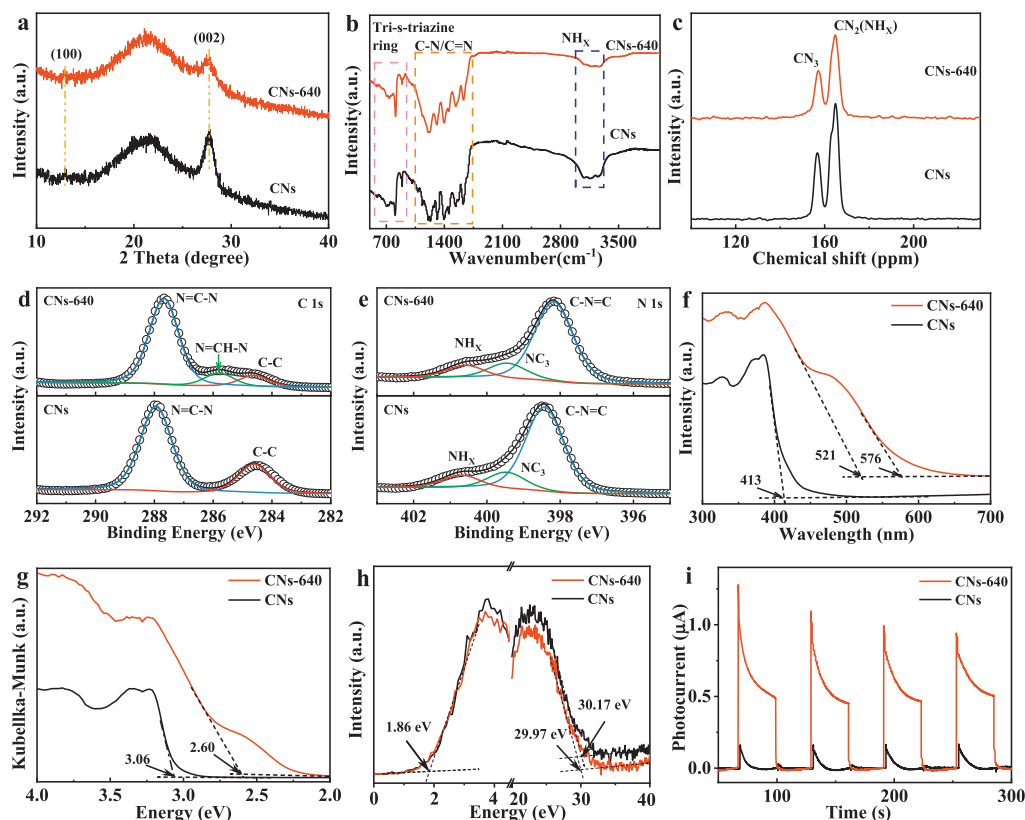 a
(100)
(002)
CNs-640
CNs
Intensity (a.u.)
10 20 30 40
2 Theta (degree)
b
Tri-s-triazine
ring
C-N/C=N
NHX
CNs-640
CNs
Intensity(a.u.)
700 1400 2100 2800 3500
Wavenumber(cm-1)
c
CN2(NHX)
CN3
CNs-640
CNs
Intensity (a.u.)
120 160 200
Chemical shift (ppm)
d
CNs-640
N=C-N
C 1s
N=CH-N
C-C
CNs
N=C-N
C-C
Intensity (a.u.)
292 290 288 286 284 282
Binding Energy (eV)
e
CNs-640
C-N=C
N 1s
NHX
NC3
CNs
C-N=C
NHX
NC3
Intensity (a.u.)
402 400 398 396
Binding Energy (eV)
f
CNs-640
CNs
521
576
413
Intensity (a.u.)
300 400 500 600 700
Wavelength (nm)
g
CNs-640
CNs
3.06
2.60
Kubellka-Munk (a.u.)
4.0 3.5 3.0 2.5 2.0
Energy (eV)
h
CNs-640
CNs
1.86 eV
30.17 eV
29.97 eV
Intensity (a.u.)
0 2 4 20 30 40
Energy (eV)
i
CNs-640
CNs
Photocurrent (μA)
1.0
0.5
0.0
100 200 300
Time (s)